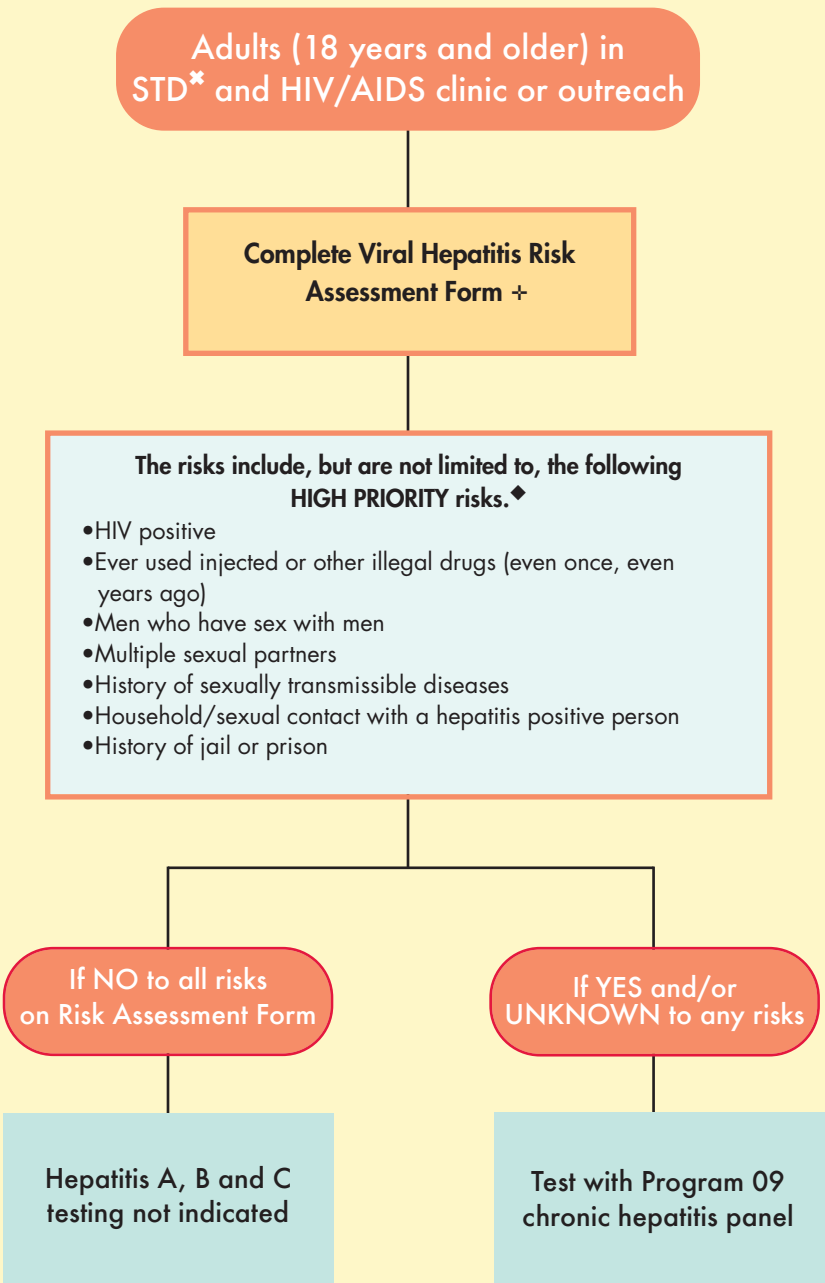 Adults (18 years and older) in
STD✖ and HIV/AIDS clinic or outreach
Complete Viral Hepatitis Risk
Assessment Form ✛
The risks include, but are not limited to, the following
HIGH PRIORITY risks.◆
•HIV positive
•Ever used injected or other illegal drugs (even once, even
years ago)
•Men who have sex with men
•Multiple sexual partners
•History of sexually transmissible diseases
•Household/sexual contact with a hepatitis positive person
•History of jail or prison
If NO to all risks
on Risk Assessment Form
If YES and/or
UNKNOWN to any risks
Hepatitis A, B and C
testing not indicated
Test with Program 09
chronic hepatitis panel